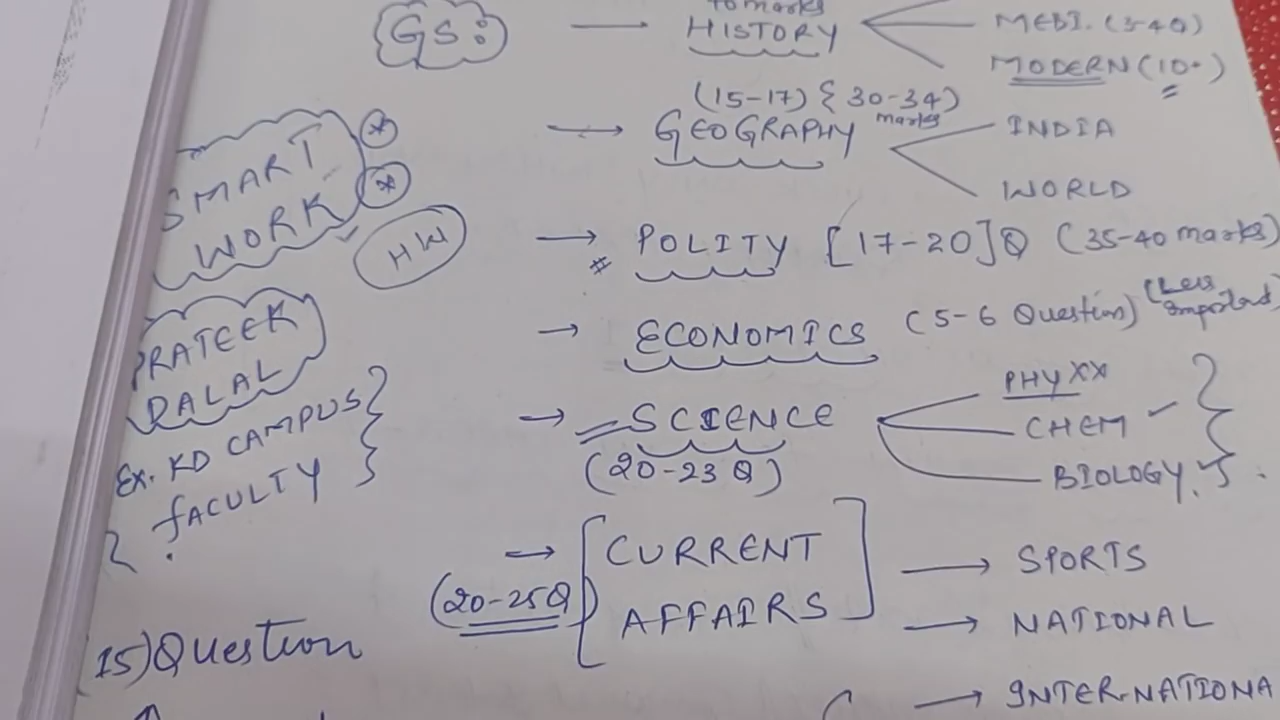 GS:
HISTORY
MEDI. (3-4Q)
MODERN (10+)
(15-17) { 30-34)
marks
GEOGRAPHY
INDIA
WORLD
SMART
WORK
HW
# POLITY [17-20]Q (35-40 marks)
ECONOMICS (5-6 Question) (Less
PRATEEK
DALAL
Ex. KD CAMPUS
FACULTY
SCIENCE
(20-23 Q)
PHY XX
CHEM
BIOLOGY
CURRENT
AFFAIRS
(20-25Q)
SPORTS
NATIONAL
INTERNATIONA
(15) Question